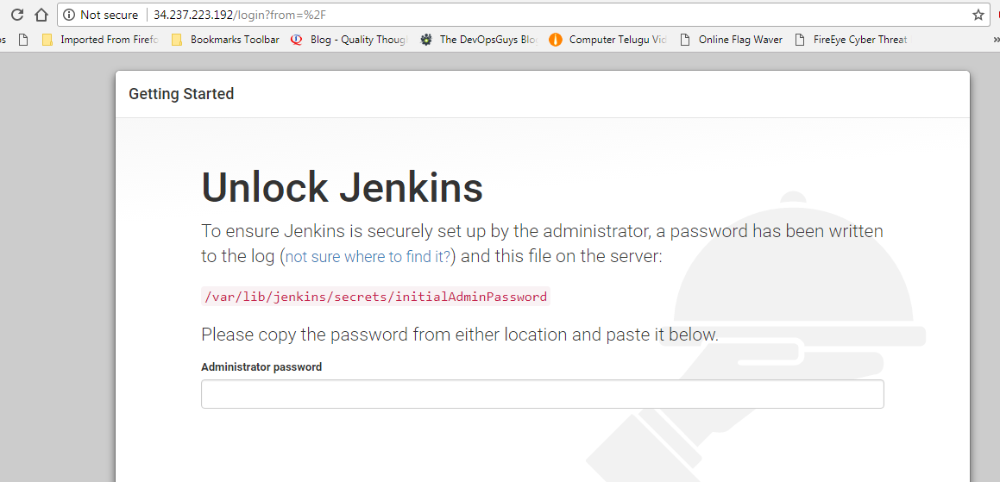 Not secure 34.237.223.192/login?from=%2F
Imported From Firefo Bookmarks Toolbar Blog - Quality Thoug The DevOpsGuys Blo Computer Telugu Vid Online Flag Waver FireEye Cyber Threat
Getting Started
Unlock Jenkins
To ensure Jenkins is securely set up by the administrator, a password has been written
to the log (not sure where to find it?) and this file on the server:
/var/lib/jenkins/secrets/initialAdminPassword
Please copy the password from either location and paste it below.
Administrator password